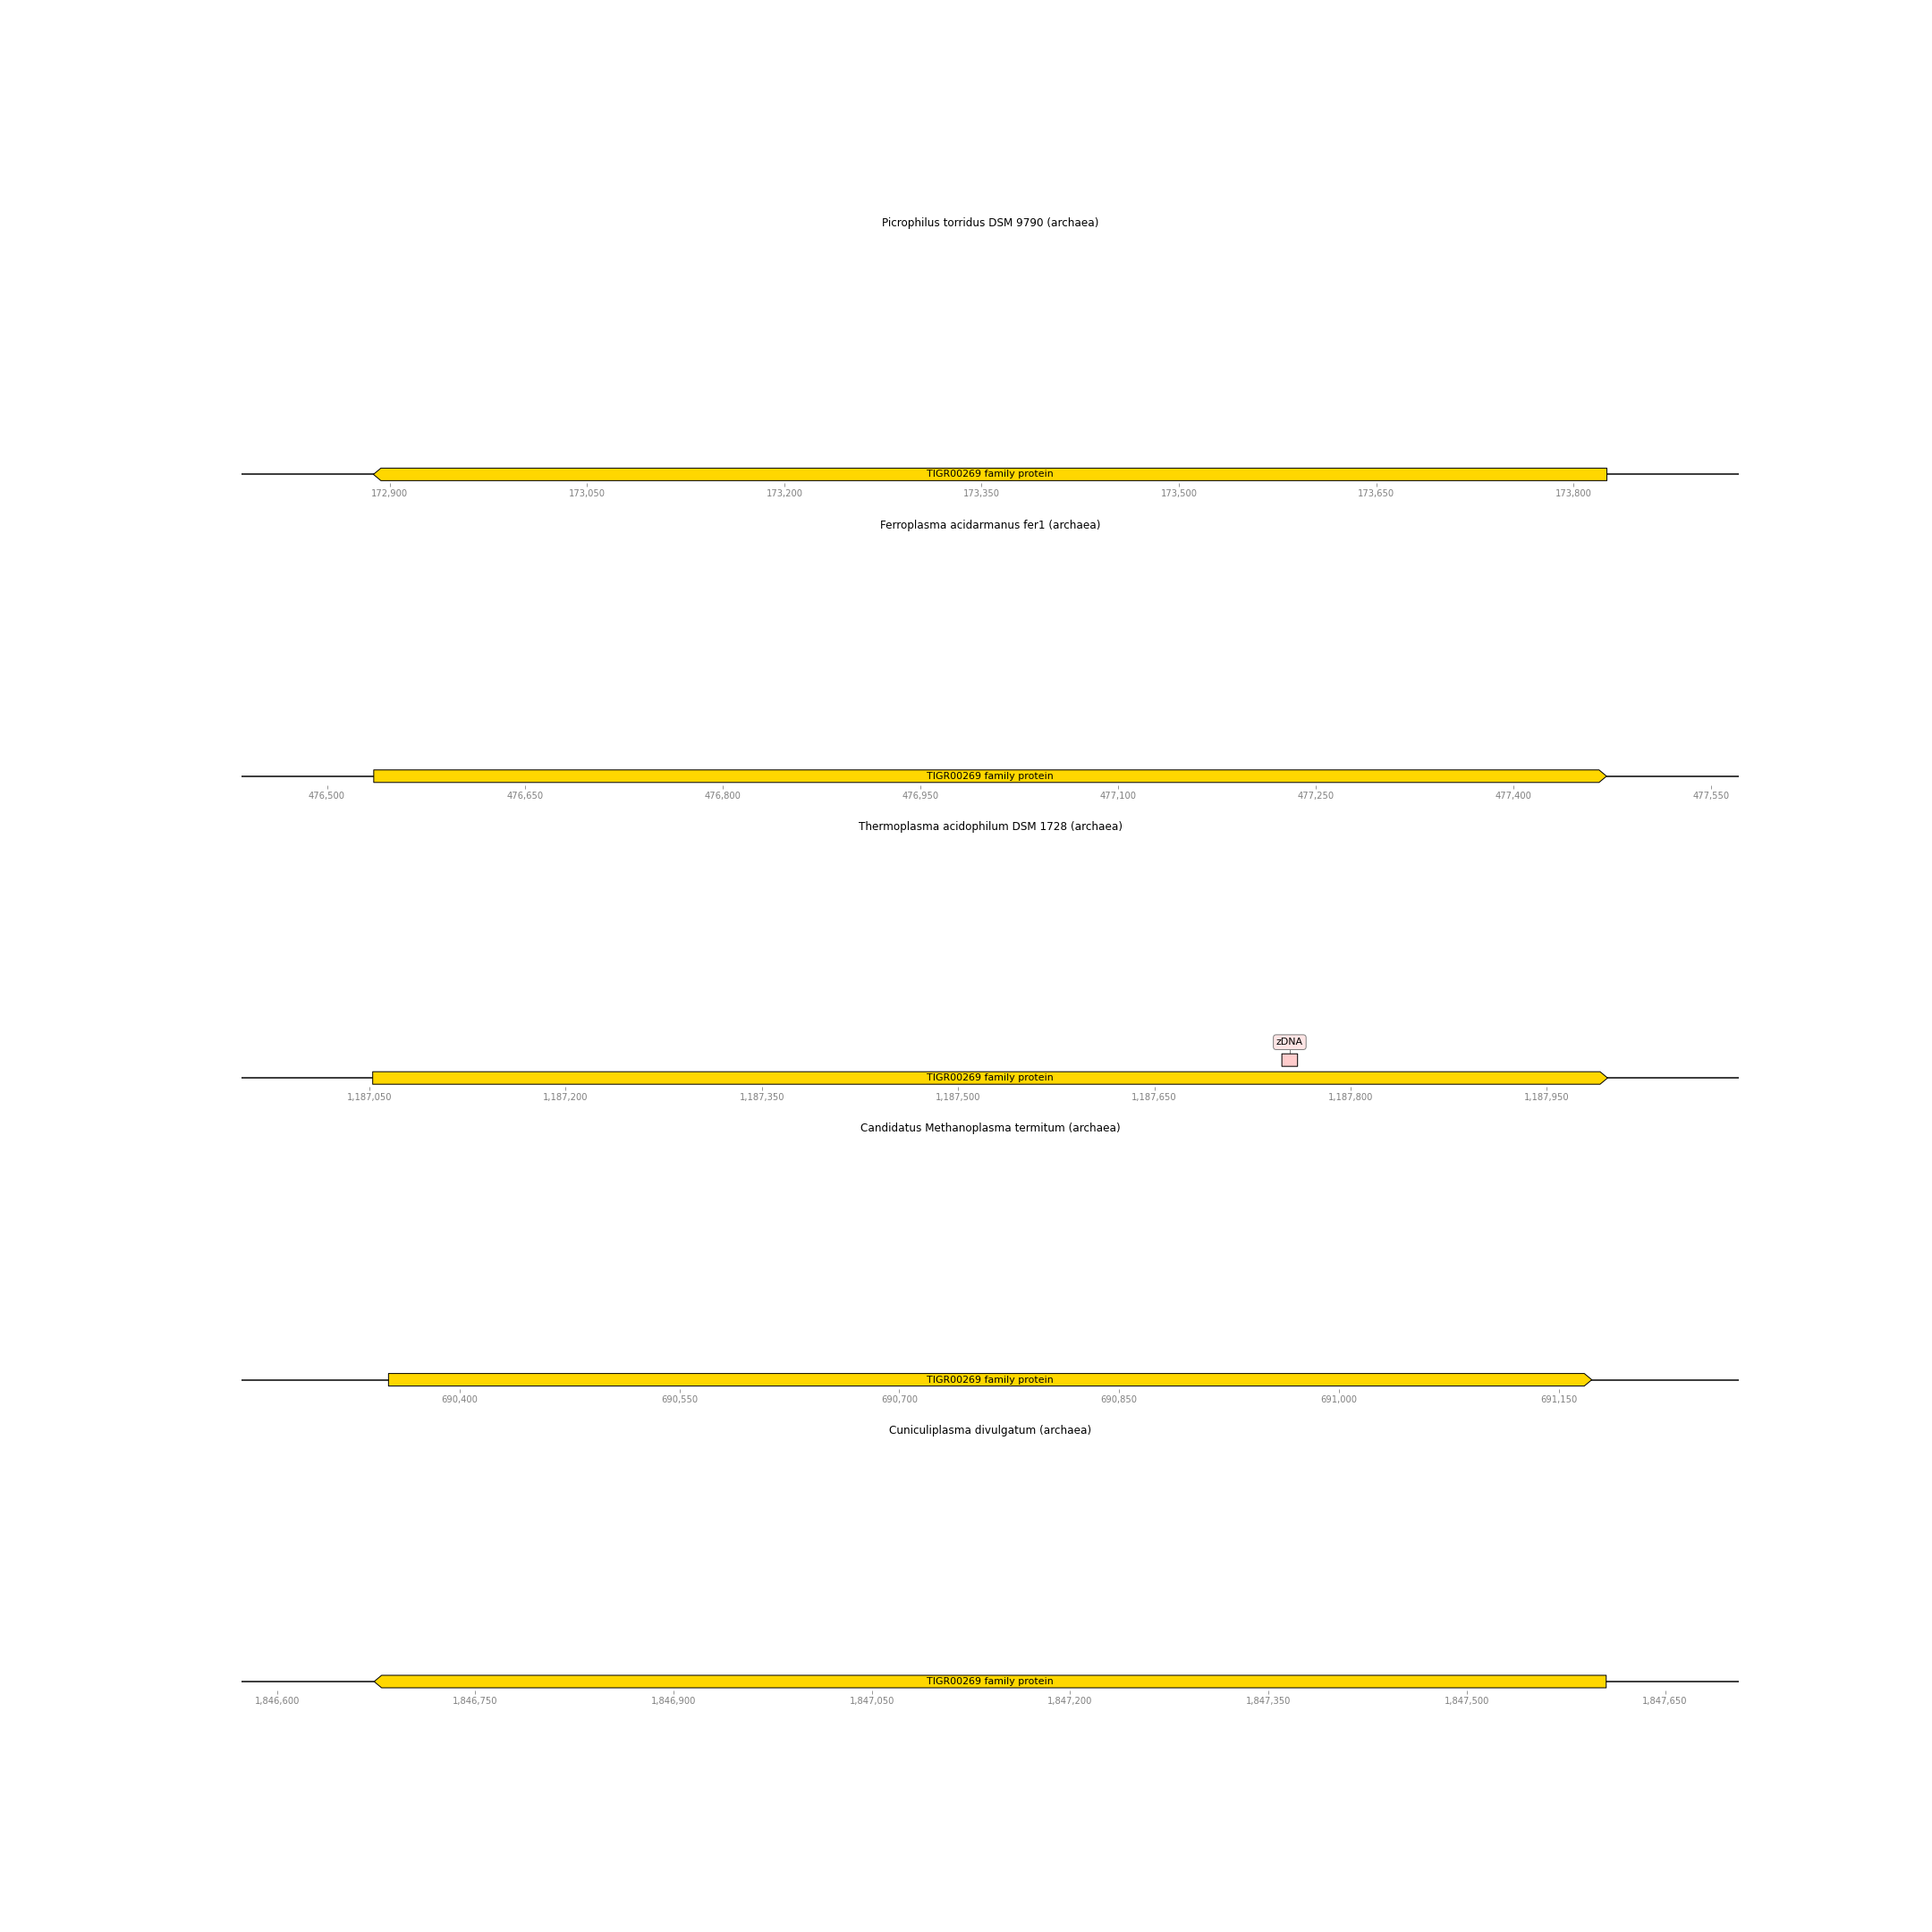 Picrophilus torridus DSM 9790 (archaea)
TIGR00269 family protein
172,900 173,050 173,200 173,350 173,500 173,650 173,800
Ferroplasma acidarmanus fer1 (archaea)
TIGR00269 family protein
476,500 476,650 476,800 476,950 477,100 477,250 477,400 477,550
Thermoplasma acidophilum DSM 1728 (archaea)
zDNA
TIGR00269 family protein
1,187,050 1,187,200 1,187,350 1,187,500 1,187,650 1,187,800 1,187,950
Candidatus Methanoplasma termitum (archaea)
TIGR00269 family protein
690,400 690,550 690,700 690,850 691,000 691,150
Cuniculiplasma divulgatum (archaea)
TIGR00269 family protein
1,846,600 1,846,750 1,846,900 1,847,050 1,847,200 1,847,350 1,847,500 1,847,650